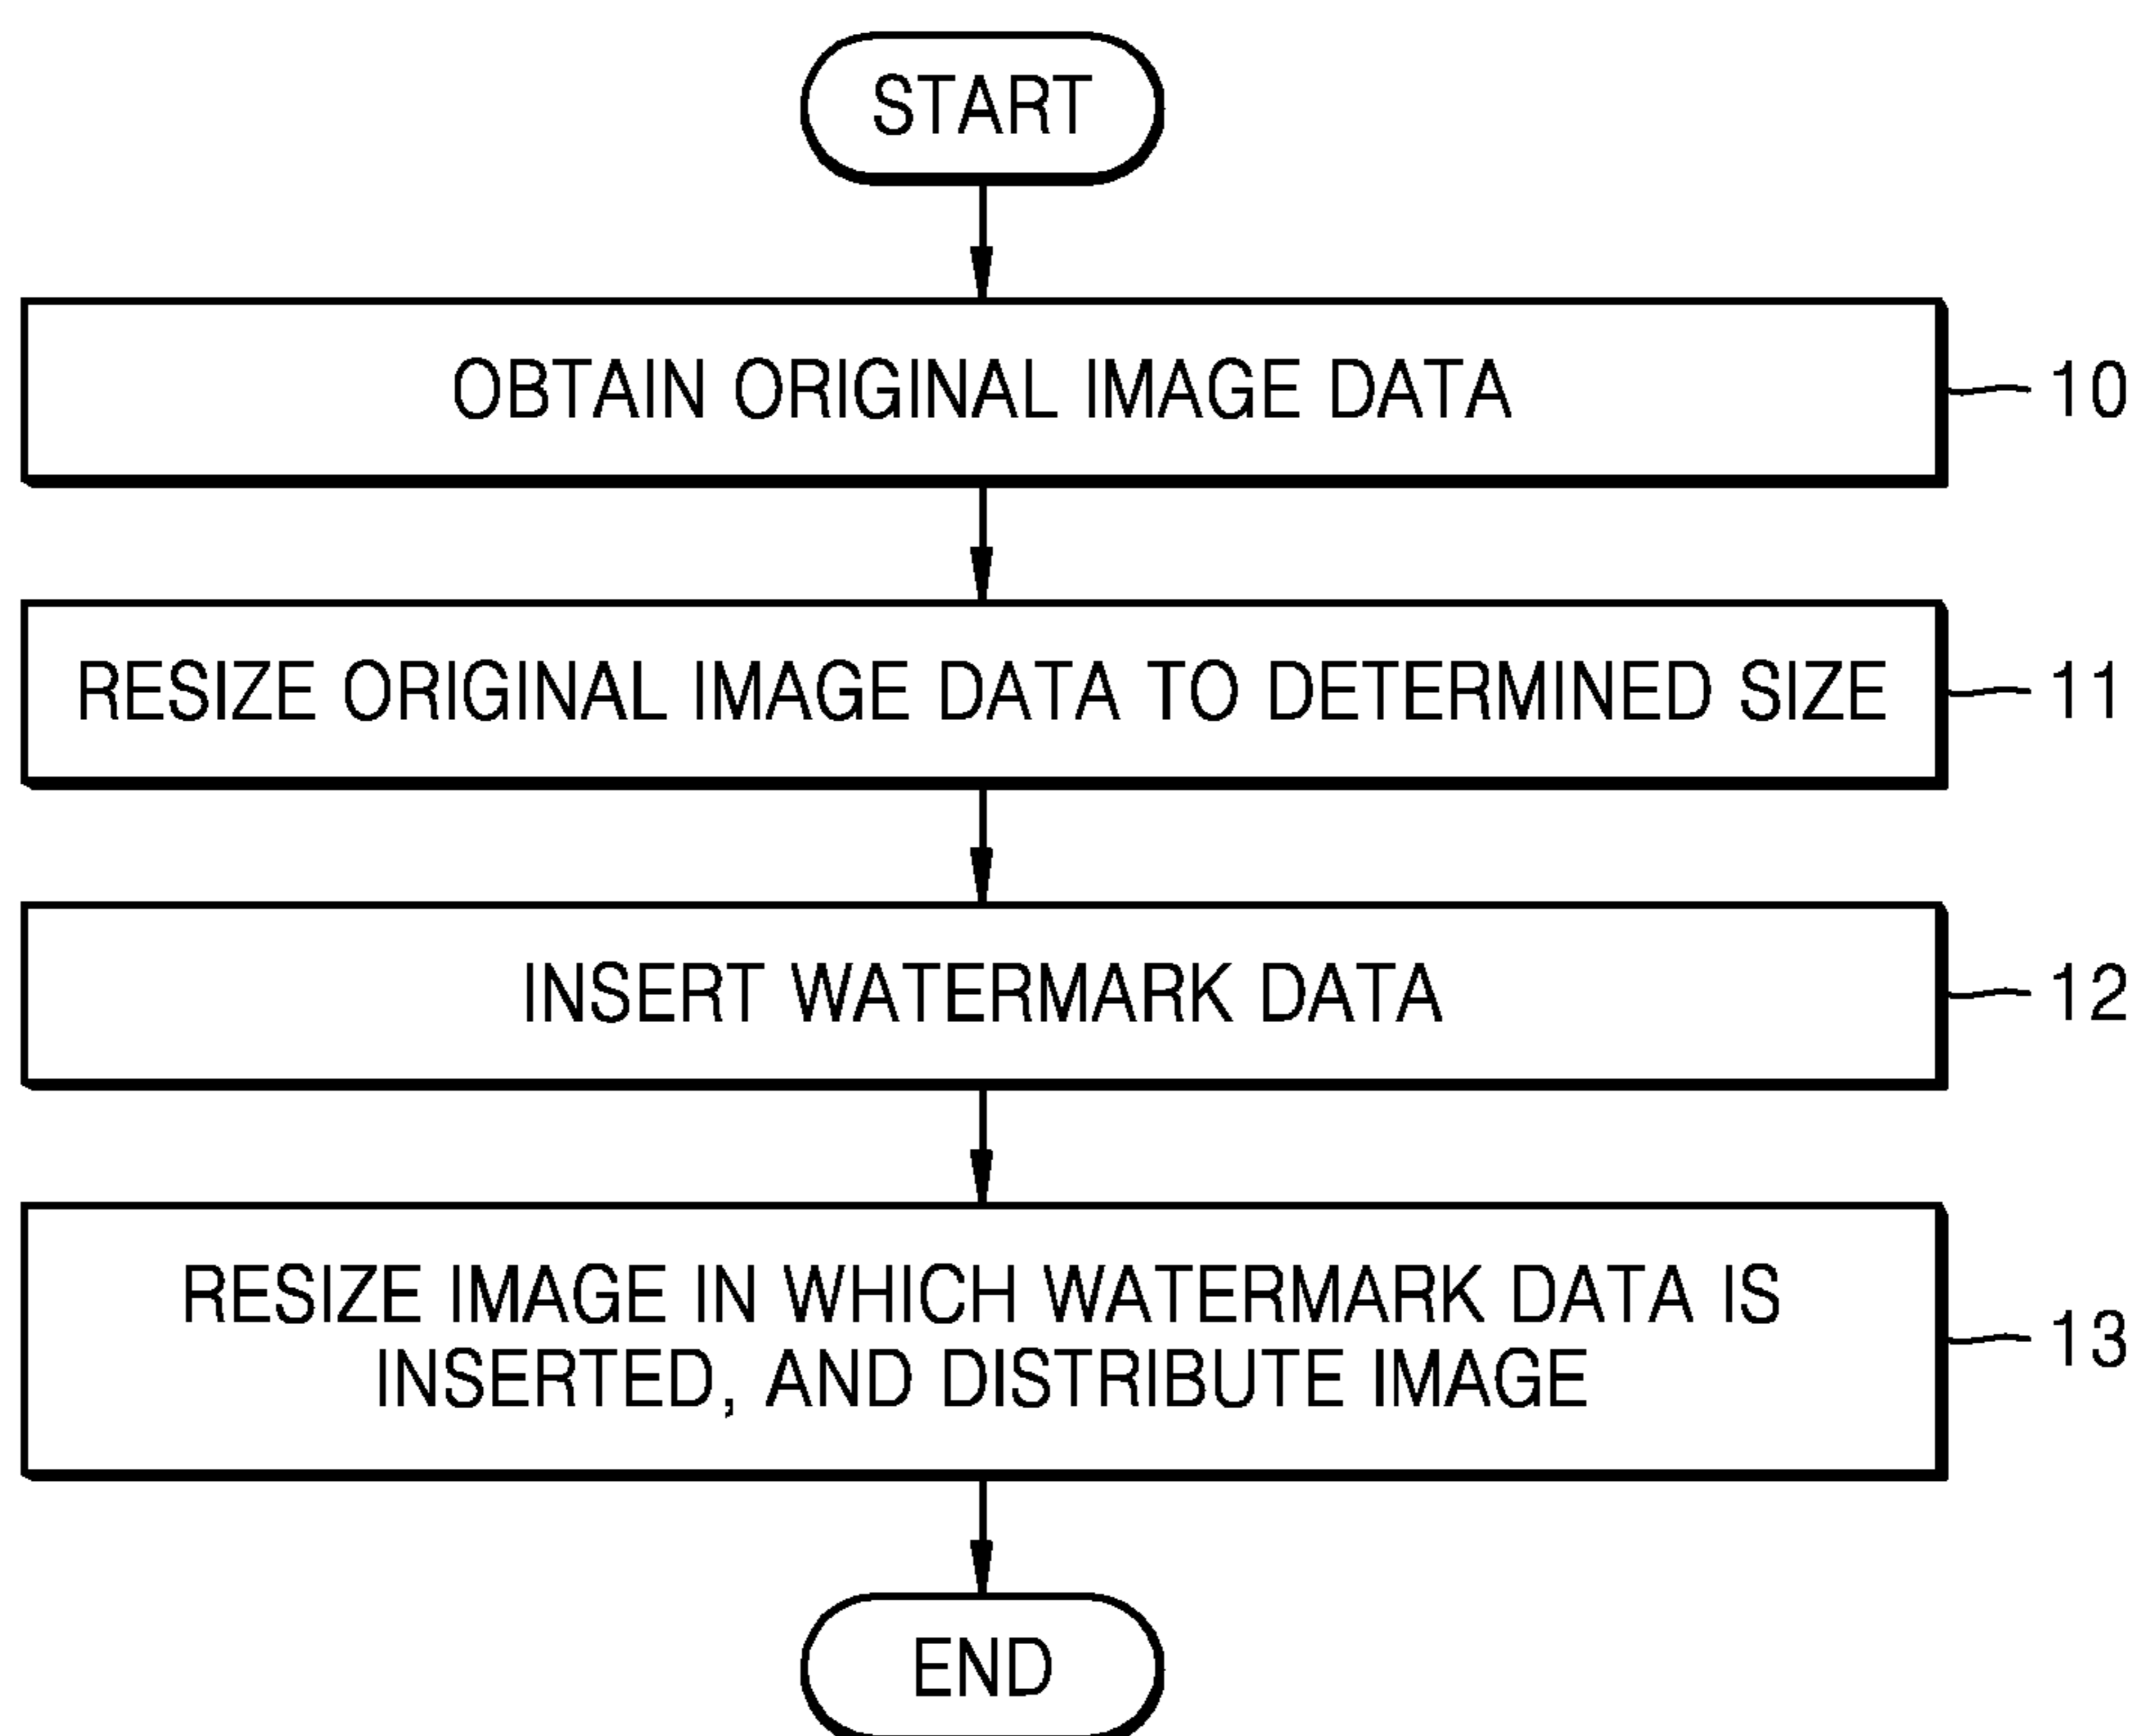 START
OBTAIN ORIGINAL IMAGE DATA
10
RESIZE ORIGINAL IMAGE DATA TO DETERMINED SIZE
11
INSERT WATERMARK DATA
12
RESIZE IMAGE IN WHICH WATERMARK DATA IS
INSERTED, AND DISTRIBUTE IMAGE
13
END